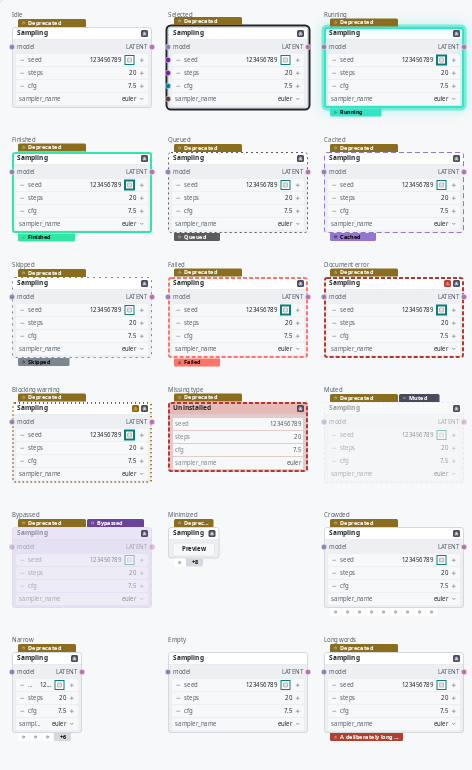 Idle
Deprecated
Sampling
model LATENT
seed 123456789
steps 20
cfg 7.5
sampler_name euler
Selected
Deprecated
Sampling
model LATENT
seed 123456789
steps 20
cfg 7.5
sampler_name euler
Running
Deprecated
Sampling
model LATENT
seed 123456789
steps 20
cfg 7.5
sampler_name euler
Running
Finished
Deprecated
Sampling
model LATENT
seed 123456789
steps 20
cfg 7.5
sampler_name euler
Finished
Queued
Deprecated
Sampling
model LATENT
seed 123456789
steps 20
cfg 7.5
sampler_name euler
Queued
Cached
Deprecated
Sampling
model LATENT
seed 123456789
steps 20
cfg 7.5
sampler_name euler
Cached
Skipped
Deprecated
Sampling
model LATENT
seed 123456789
steps 20
cfg 7.5
sampler_name euler
Skipped
Failed
Deprecated
Sampling
model LATENT
seed 123456789
steps 20
cfg 7.5
sampler_name euler
Failed
Document error
Deprecated
Sampling
model LATENT
seed 123456789
steps 20
cfg 7.5
sampler_name euler
Blocking warning
Deprecated
Sampling
model LATENT
seed 123456789
steps 20
cfg 7.5
sampler_name euler
Missing type
Deprecated
Uninstalled
seed 123456789
steps 20
cfg 7.5
sampler_name euler
Muted
Deprecated Muted
Sampling
model LATENT
seed 123456789
steps 20
cfg 7.5
sampler_name euler
Bypassed
Deprecated Bypassed
Sampling
model LATENT
seed 123456789
steps 20
cfg 7.5
sampler_name euler
Minimized
Deprec...
Sampling
Preview
+8
Crowded
Deprecated
Sampling
model LATENT
seed 123456789
steps 20
cfg 7.5
sampler_name euler
Narrow
Deprecated
Sampling
model LATENT
... 12...
steps 20
cfg 7.5
sampl... euler
+6
Empty
Sampling
model LATENT
seed 123456789
steps 20
cfg 7.5
sampler_name euler
Long words
Deprecated
Sampling
model LATENT
seed 123456789
steps 20
cfg 7.5
sampler_name euler
A deliberately long ...